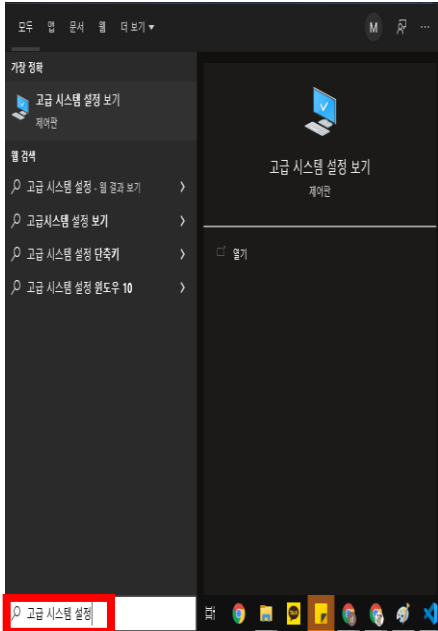 모두 앱 문서 웹 더 보기 ▾ M ...
가장 정확
고급 시스템 설정 보기
제어판
웹 검색
고급 시스템 설정 - 웹 결과 보기
고급시스템 설정 보기
고급 시스템 설정 단축키
고급 시스템 설정 윈도우 10
고급 시스템 설정 보기
제어판
열기
고급 시스템 설정